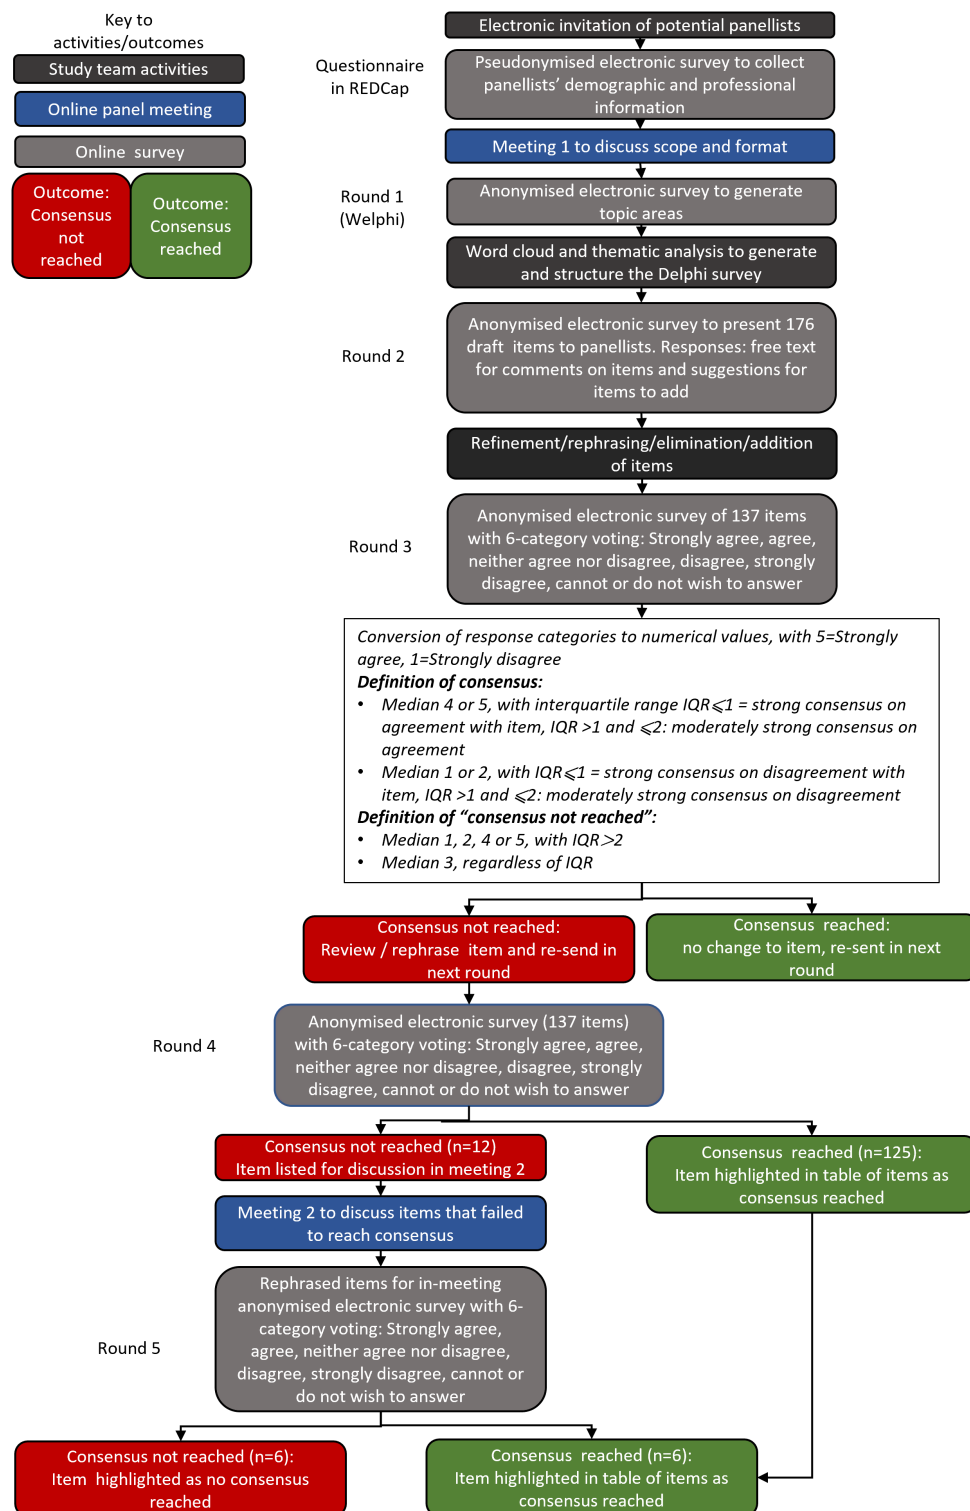 Key to
activities/outcomes
Study team activities
Online panel meeting
Online survey
Outcome:
Consensus
not
reached
Outcome:
Consensus
reached
Electronic invitation of potential panellists
Questionnaire
in REDCap
Pseudonymised electronic survey to collect
panellists’ demographic and professional
information
Meeting 1 to discuss scope and format
Round 1
(Welphi)
Anonymised electronic survey to generate
topic areas
Word cloud and thematic analysis to generate
and structure the Delphi survey
Round 2
Anonymised electronic survey to present 176
draft items to panellists. Responses: free text
for comments on items and suggestions for
items to add
Refinement/rephrasing/elimination/addition
of items
Round 3
Anonymised electronic survey of 137 items
with 6-category voting: Strongly agree, agree,
neither agree nor disagree, disagree, strongly
disagree, cannot or do not wish to answer
Conversion of response categories to numerical values, with 5=Strongly
agree, 1=Strongly disagree
Definition of consensus:
• Median 4 or 5, with interquartile range IQR⩽1 = strong consensus on
agreement with item, IQR >1 and ⩽2: moderately strong consensus on
agreement
• Median 1 or 2, with IQR⩽1 = strong consensus on disagreement with
item, IQR >1 and ⩽2: moderately strong consensus on disagreement
Definition of “consensus not reached”:
• Median 1, 2, 4 or 5, with IQR>2
• Median 3, regardless of IQR
Consensus not reached:
Review / rephrase item and re-send in
next round
Consensus reached:
no change to item, re-sent in next
round
Round 4
Anonymised electronic survey (137 items)
with 6-category voting: Strongly agree, agree,
neither agree nor disagree, disagree, strongly
disagree, cannot or do not wish to answer
Consensus not reached (n=12)
Item listed for discussion in meeting 2
Consensus reached (n=125):
Item highlighted in table of items as
consensus reached
Meeting 2 to discuss items that failed
to reach consensus
Round 5
Rephrased items for in-meeting
anonymised electronic survey with 6-
category voting: Strongly agree,
agree, neither agree nor disagree,
disagree, strongly disagree, cannot or
do not wish to answer
Consensus not reached (n=6):
Item highlighted as no consensus
reached
Consensus reached (n=6):
Item highlighted in table of items as
consensus reached